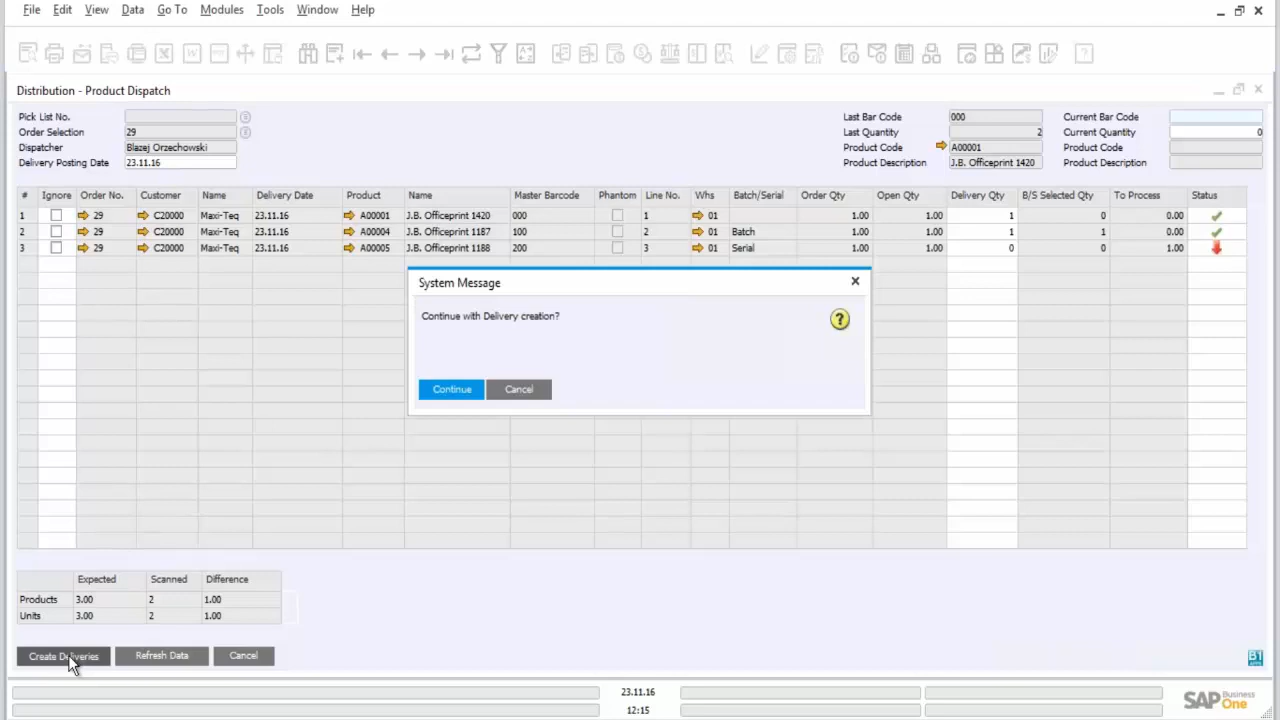 File Edit View Data Go To Modules Tools Window Help
Distribution - Product Dispatch
Pick List No.
Order Selection 29
Dispatcher Blazej Orzechowski
Delivery Posting Date 23.11.16
Last Bar Code 000 Current Bar Code
Last Quantity 2 Current Quantity 0
Product Code A00001 Product Code
Product Description J.B. Officeprint 1420 Product Description
# Ignore Order No. Customer Name Delivery Date Product Name Master Barcode Phantom Line No. Whs Batch/Serial Order Qty Open Qty Delivery Qty B/S Selected Qty To Process Status
1 29 C20000 Maxi-Teq 23.11.16 A00001 J.B. Officeprint 1420 000 1 01 1.00 1.00 1 0 0.00
2 29 C20000 Maxi-Teq 23.11.16 A00004 J.B. Officeprint 1187 100 2 01 Batch 1.00 1.00 1 1 0.00
3 29 C20000 Maxi-Teq 23.11.16 A00005 J.B. Officeprint 1188 200 3 01 Serial 1.00 1.00 0 0 1.00
System Message
Continue with Delivery creation?
Continue Cancel
Expected Scanned Difference
Products 3.00 2 1.00
Units 3.00 2 1.00
Create Deliveries Refresh Data Cancel
23.11.16
12:15
SAP Business One